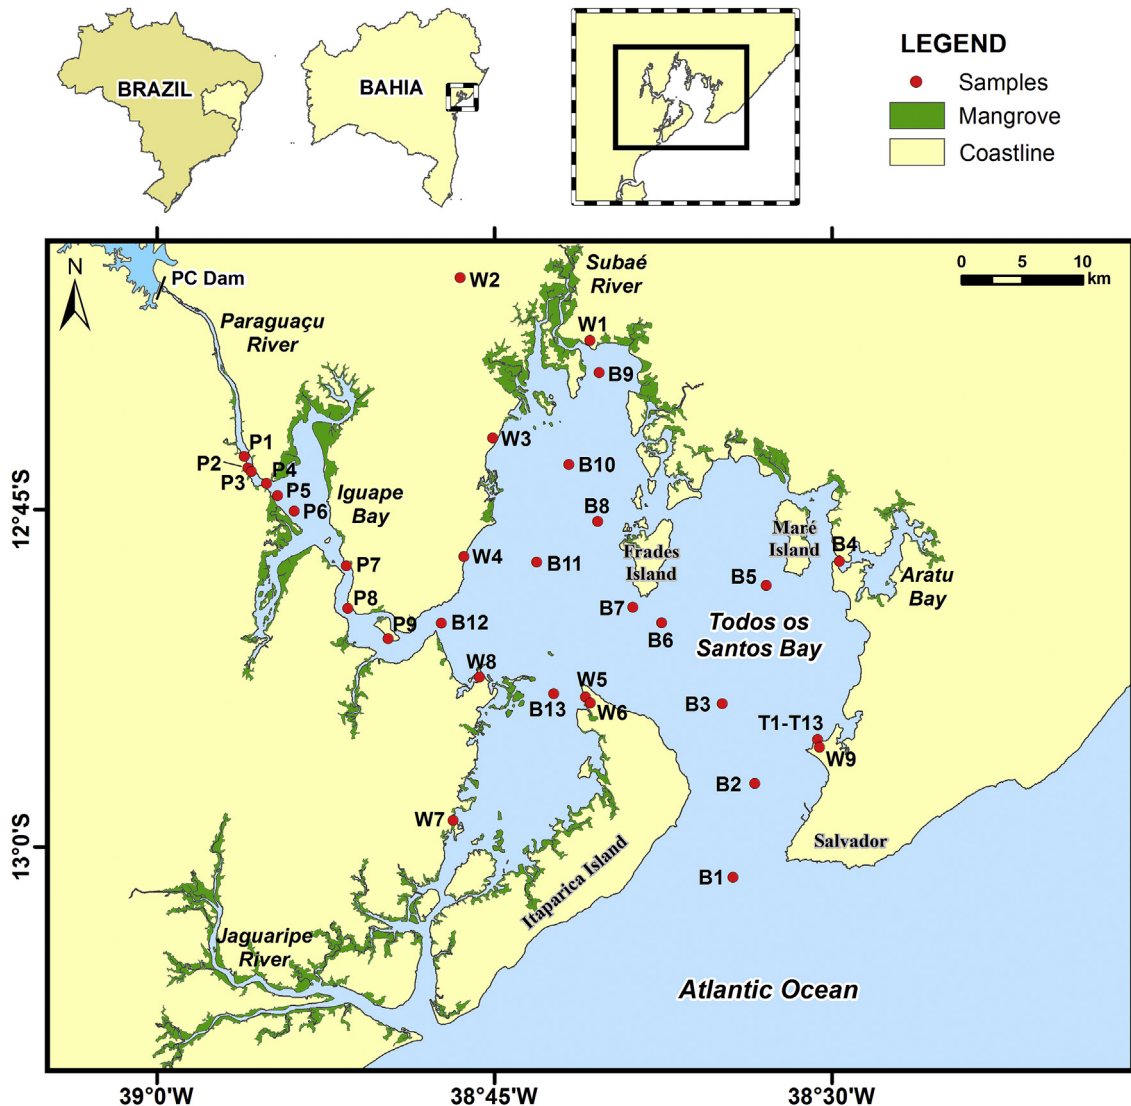 BRAZIL
BAHIA
LEGEND
Samples
Mangrove
Coastline
N
PC Dam
W2
Subaé
River
0 5 10
km
Paraguaçu
River
W1
B9
W3
P1
P2
P3
P4
P5
P6
Iguape
Bay
B10
B8
Frades
Island
Maré
Island
B4
Aratu
Bay
W4
B11
P7
B5
P8
B7
B6
Todos os
Santos Bay
P9
B12
W8
W5
W6
B13
B3
T1-T13
W9
B2
W7
Salvador
B1
Itaparica Island
Jaguaripe
River
Atlantic Ocean
12°45'S
13°0'S
39°0'W
38°45'W
38°30'W